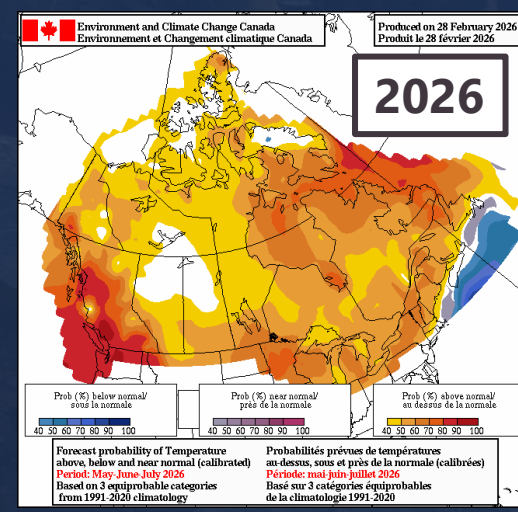 Environment and Climate Change Canada
Environnement et Changement climatique Canada
Produced on 28 February 2026
Produit le 28 février 2026
2026
Prob (%) below normal/
sous la normale
40 50 60 70 80 90 100
Prob (%) near normal/
près de la normale
40 50 60 70 80 90 100
Prob (%) above normal/
au dessus de la normale
40 50 60 70 80 90 100
Forecast probability of Temperature
above, below and near normal (calibrated)
Period: May-June-July 2026
Based on 3 equiprobable categories
from 1991-2020 climatology
Probabilités prévues de températures
au-dessus, sous et près de la normale (calibrées)
Période: mai-juin-juillet 2026
Basé sur 3 catégories équiprobables
de la climatologie 1991-2020